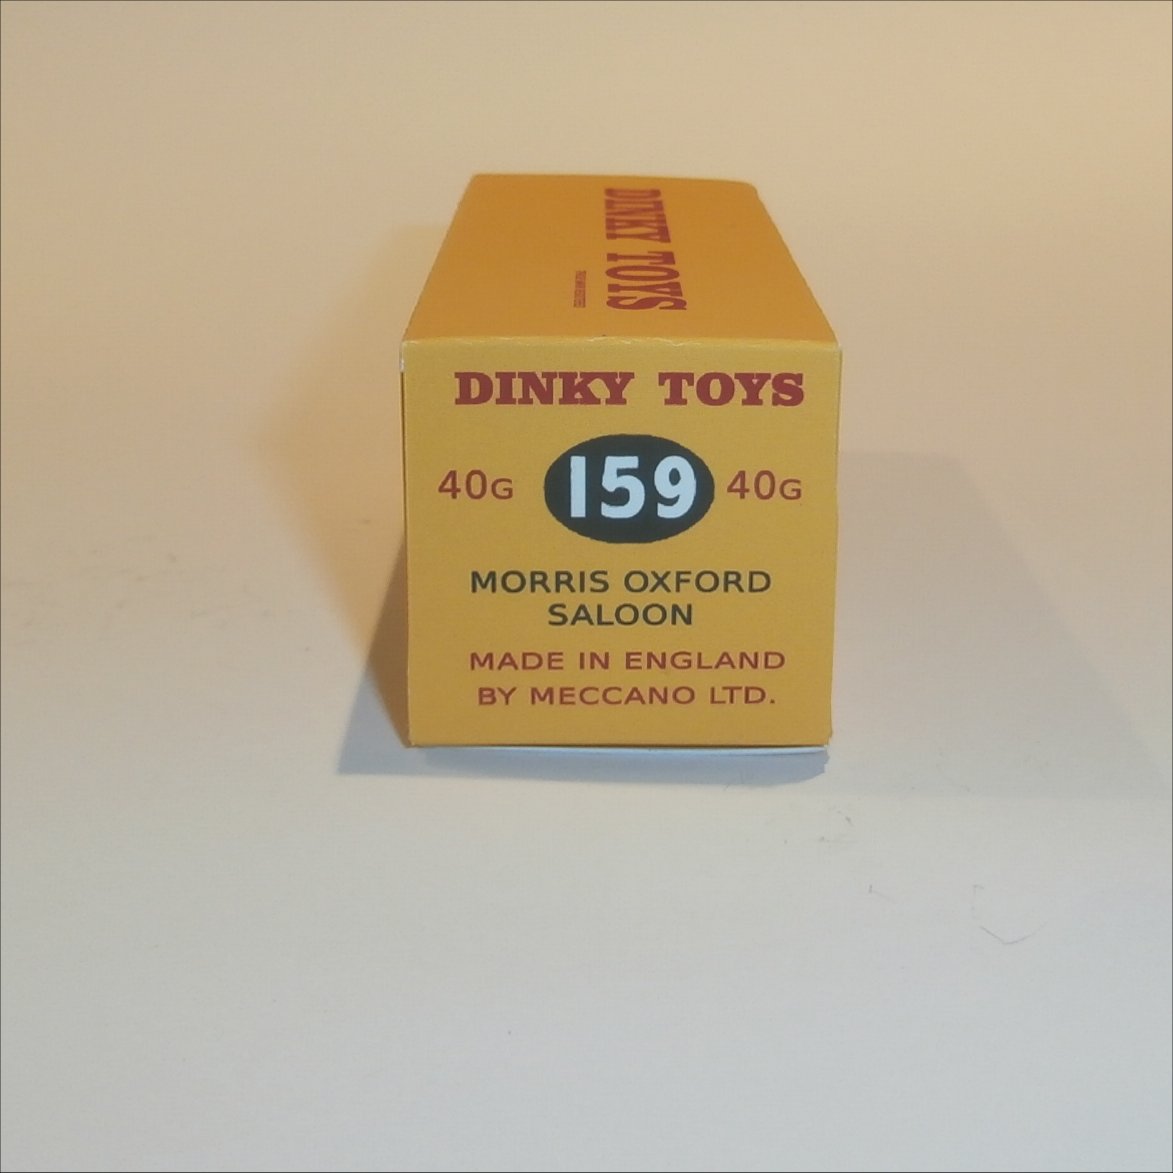 DINKY TOYS
DINKY TOYS
40G 159 40G
MORRIS OXFORD
SALOON
MADE IN ENGLAND
BY MECCANO LTD.